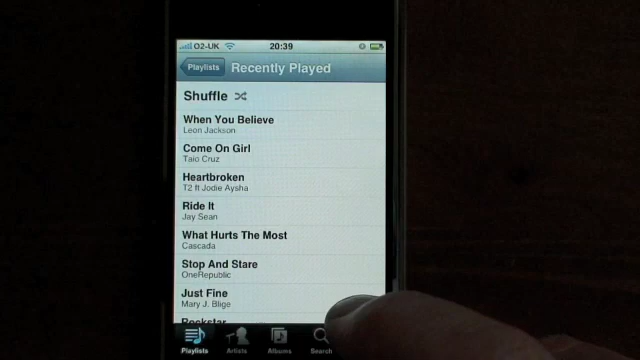 O2-UK 20:39
Playlists Recently Played
Shuffle
When You Believe
Leon Jackson
Come On Girl
Taio Cruz
Heartbroken
T2 ft Jodie Aysha
Ride It
Jay Sean
What Hurts The Most
Cascada
Stop And Stare
OneRepublic
Just Fine
Mary J. Blige
Rockstar
Playlists Artists Albums Search